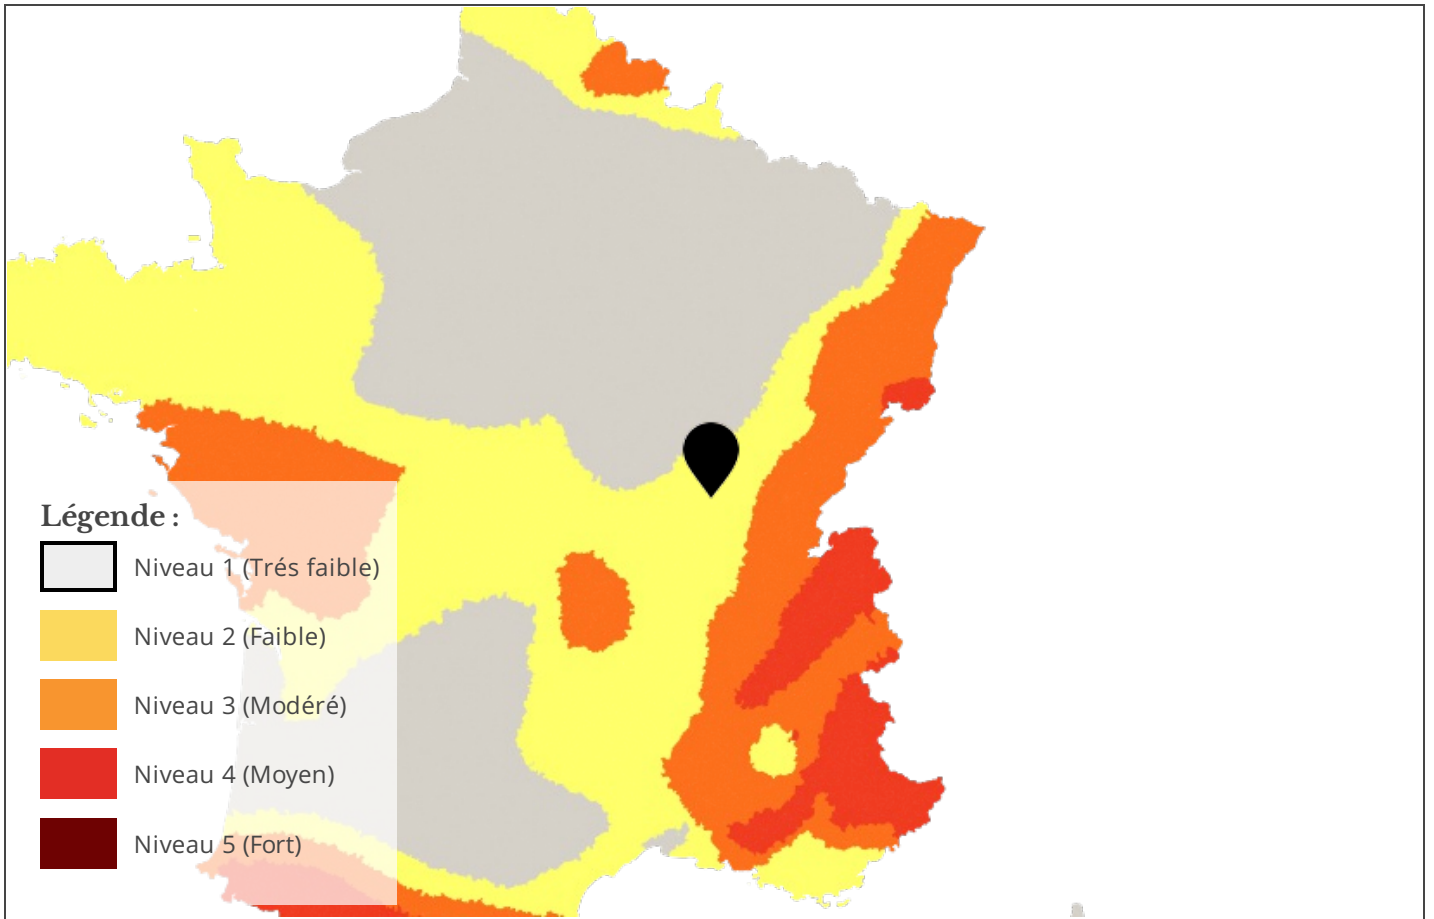 Légende :
Niveau 1 (Trés faible)
Niveau 2 (Faible)
Niveau 3 (Modéré)
Niveau 4 (Moyen)
Niveau 5 (Fort)